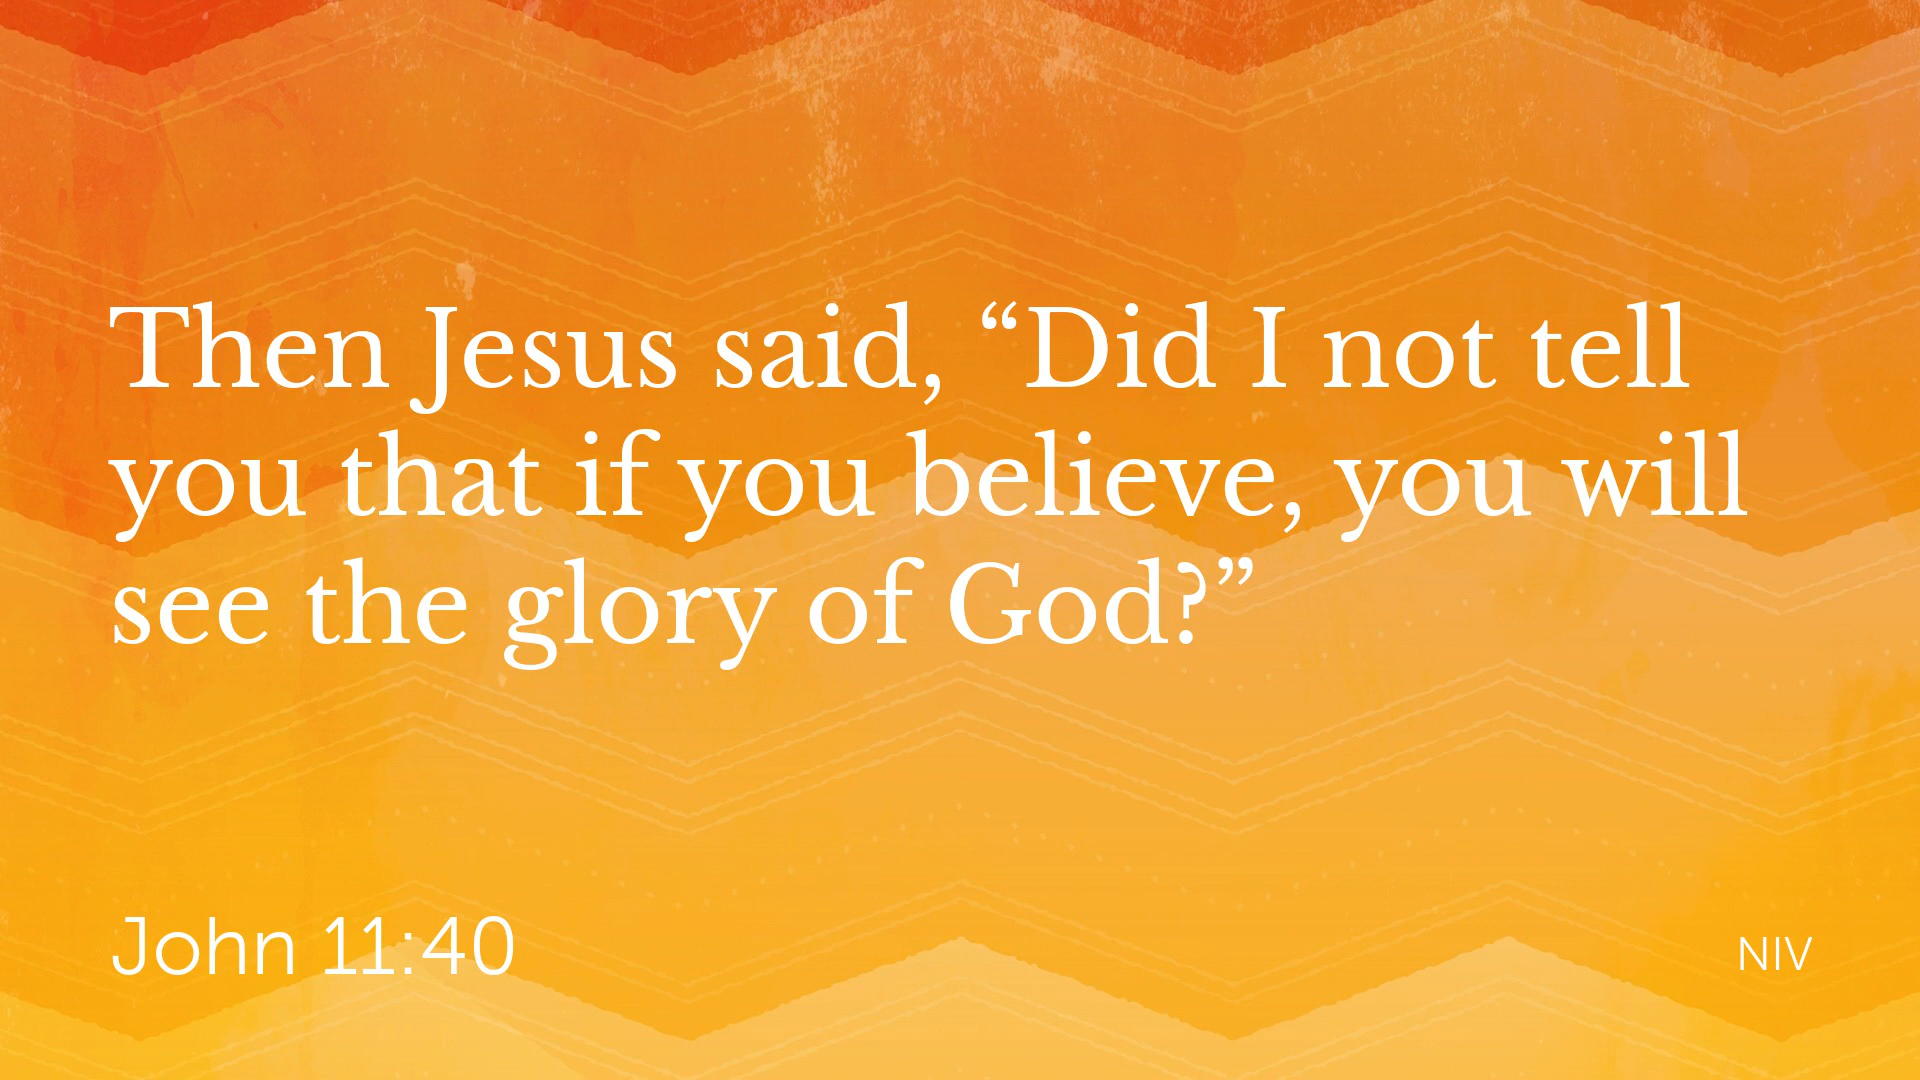 Then Jesus said, “Did I not tell
you that if you believe, you will
see the glory of God?”
John 11:40
NIV